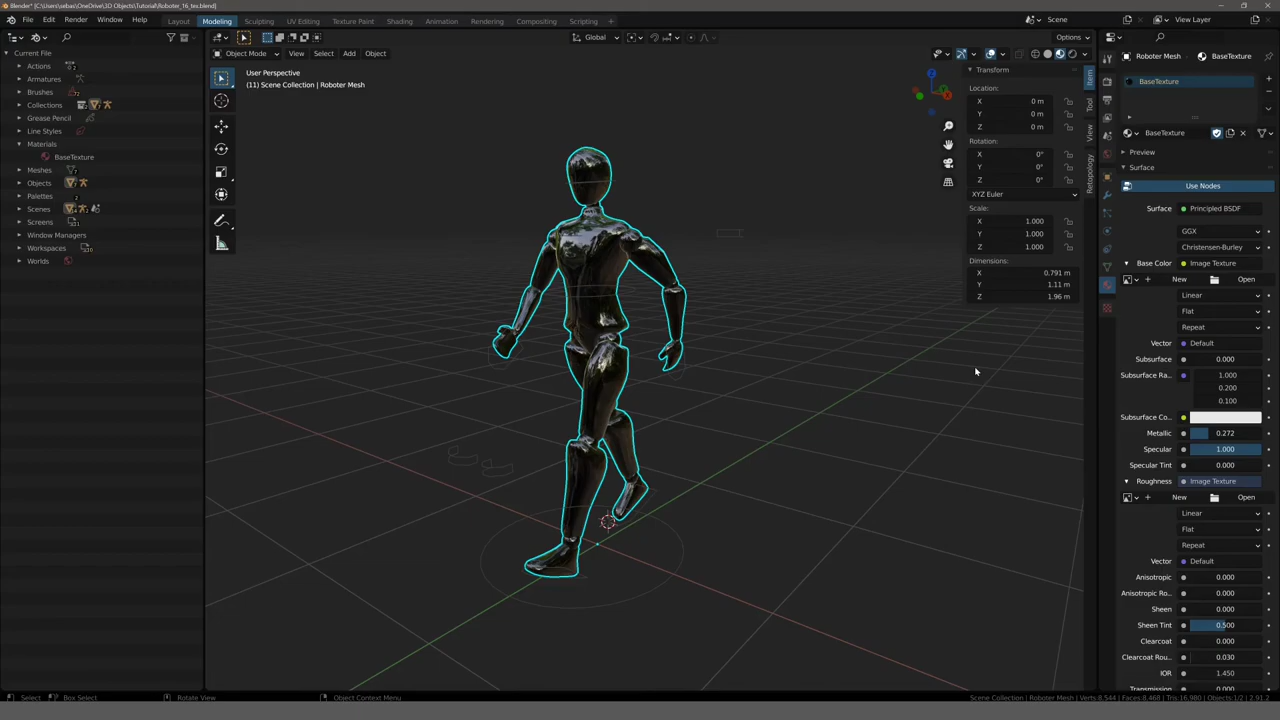 Blender* [C:\Users\sebas\OneDrive\3D Objects\Tutorial\Roboter_16_tex.blend]
File Edit Render Window Help Layout Modeling Sculpting UV Editing Texture Paint Shading Animation Rendering Compositing Scripting Scene View Layer
Global Options
Object Mode View Select Add Object
User Perspective
(11) Scene Collection | Roboter Mesh
Current File
Actions
Armatures
Brushes
Collections
Grease Pencil
Line Styles
Materials
BaseTexture
Meshes
Objects
Palettes
Scenes
Screens
Window Managers
Workspaces
Worlds
Transform
Location:
X 0 m
Y 0 m
Z 0 m
Rotation:
X 0°
Y 0°
Z 0°
XYZ Euler
Scale:
X 1.000
Y 1.000
Z 1.000
Dimensions:
X 0.791 m
Y 1.11 m
Z 1.96 m
Item
Tool
View
Retopology
Roboter Mesh BaseTexture
BaseTexture
BaseTexture
Preview
Surface
Use Nodes
Surface Principled BSDF
GGX
Christensen-Burley
Base Color Image Texture
New Open
Linear
Flat
Repeat
Vector Default
Subsurface 0.000
Subsurface Ra... 1.000
0.200
0.100
Subsurface Co...
Metallic 0.272
Specular 1.000
Specular Tint 0.000
Roughness Image Texture
New Open
Linear
Flat
Repeat
Vector Default
Anisotropic 0.000
Anisotropic Ro... 0.000
Sheen 0.000
Sheen Tint 0.500
Clearcoat 0.000
Clearcoat Rou... 0.030
IOR 1.450
Transmission 0.000
Select Box Select Rotate View Object Context Menu Scene Collection | Roboter Mesh | Verts:8,544 | Faces:8,468 | Tris:16,980 | Objects:1/2 | 2.91.2